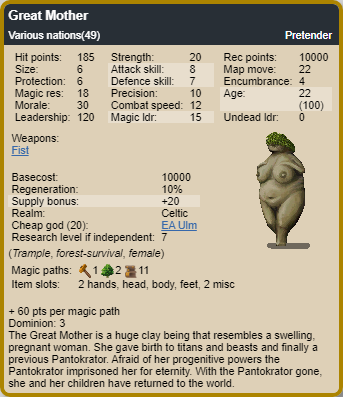 Great Mother
Various nations(49) Pretender
Hit points: 185 Strength: 20 Rec points: 10000
Size: 6 Attack skill: 8 Map move: 22
Protection: 6 Defence skill: 7 Encumbrance: 4
Magic res: 18 Precision: 10 Age: 22
Morale: 30 Combat speed: 12 (100)
Leadership: 120 Magic ldr: 15 Undead ldr: 0
Weapons:
Fist
Basecost: 10000
Regeneration: 10%
Supply bonus: +20
Realm: Celtic
Cheap god (20): EA Ulm
Research level if independent: 7
(Trample, forest-survival, female)
Magic paths: 1 2 11
Item slots: 2 hands, head, body, feet, 2 misc
+ 60 pts per magic path
Dominion: 3
The Great Mother is a huge clay being that resembles a swelling,
pregnant woman. She gave birth to titans and beasts and finally a
previous Pantokrator. Afraid of her progenitive powers the
Pantokrator imprisoned her for eternity. With the Pantokrator gone,
she and her children have returned to the world.